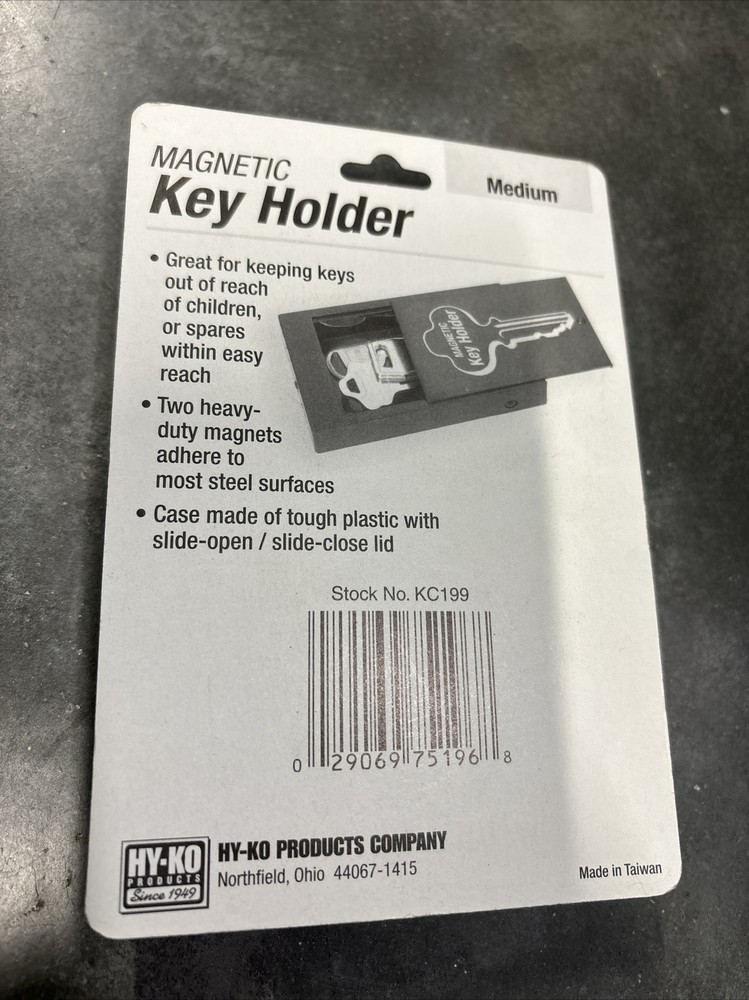 MAGNETIC
Key Holder
Medium
• Great for keeping keys
out of reach
of children,
or spares
within easy
reach
MAGNETIC
Key Holder
• Two heavy-
duty magnets
adhere to
most steel surfaces
• Case made of tough plastic with
slide-open / slide-close lid
Stock No. KC199
0 29069 75196 8
HY-KO
PRODUCTS
Since 1949
HY-KO PRODUCTS COMPANY
Northfield, Ohio 44067-1415
Made in Taiwan